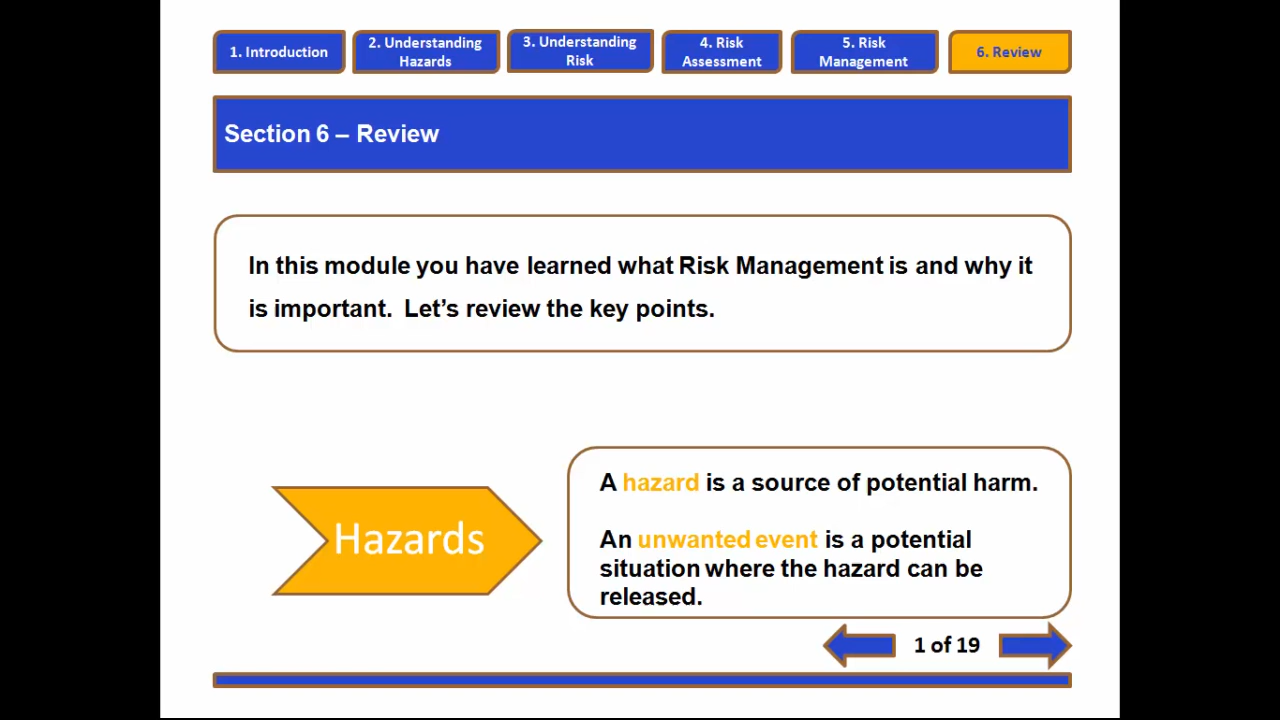 1. Introduction
2. Understanding
Hazards
3. Understanding
Risk
4. Risk
Assessment
5. Risk
Management
6. Review
Section 6 – Review
In this module you have learned what Risk Management is and why it
is important.  Let’s review the key points.
Hazards
A hazard is a source of potential harm.
An unwanted event is a potential
situation where the hazard can be
released.
1 of 19